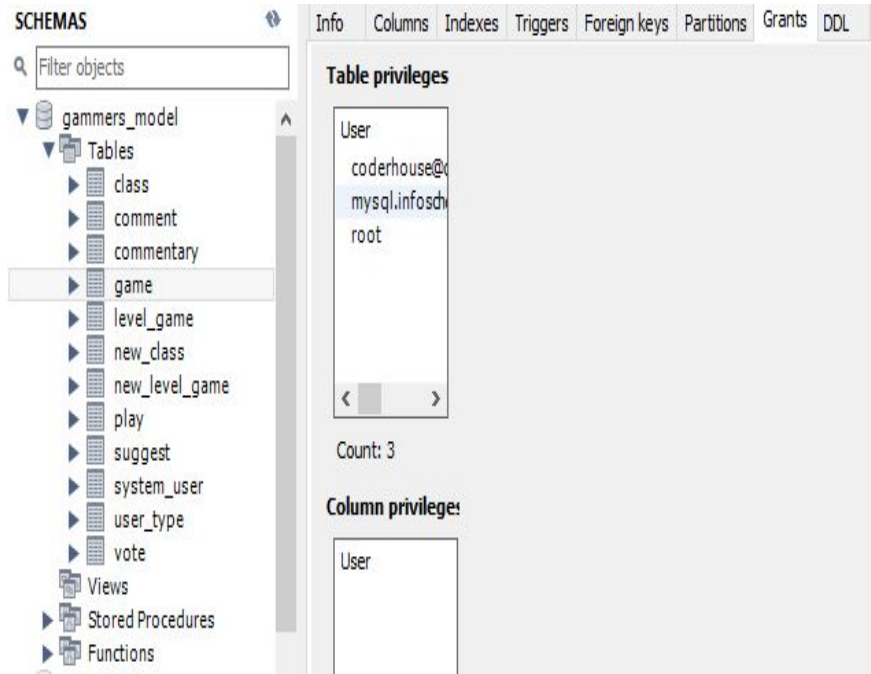 SCHEMAS
Filter objects
gammers_model
Tables
class
comment
commentary
game
level_game
new_class
new_level_game
play
suggest
system_user
user_type
vote
Views
Stored Procedures
Functions
Info Columns Indexes Triggers Foreign keys Partitions Grants DDL
Table privileges
User
root
Count: 3
Column privileges
User